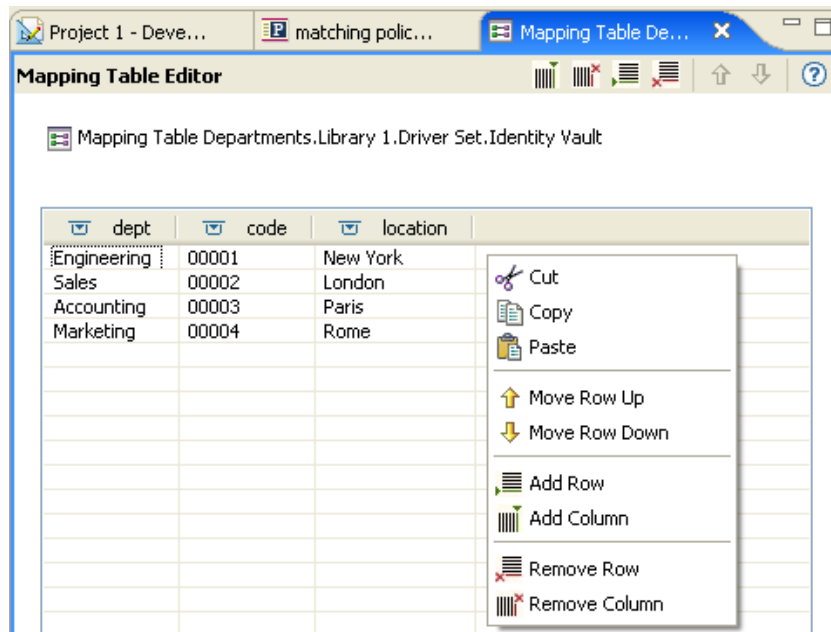 Project 1 - Deve... matching polic... Mapping Table De...
Mapping Table Editor
Mapping Table Departments.Library 1.Driver Set.Identity Vault
dept code location
Engineering 00001 New York
Sales 00002 London
Accounting 00003 Paris
Marketing 00004 Rome
Cut
Copy
Paste
Move Row Up
Move Row Down
Add Row
Add Column
Remove Row
Remove Column